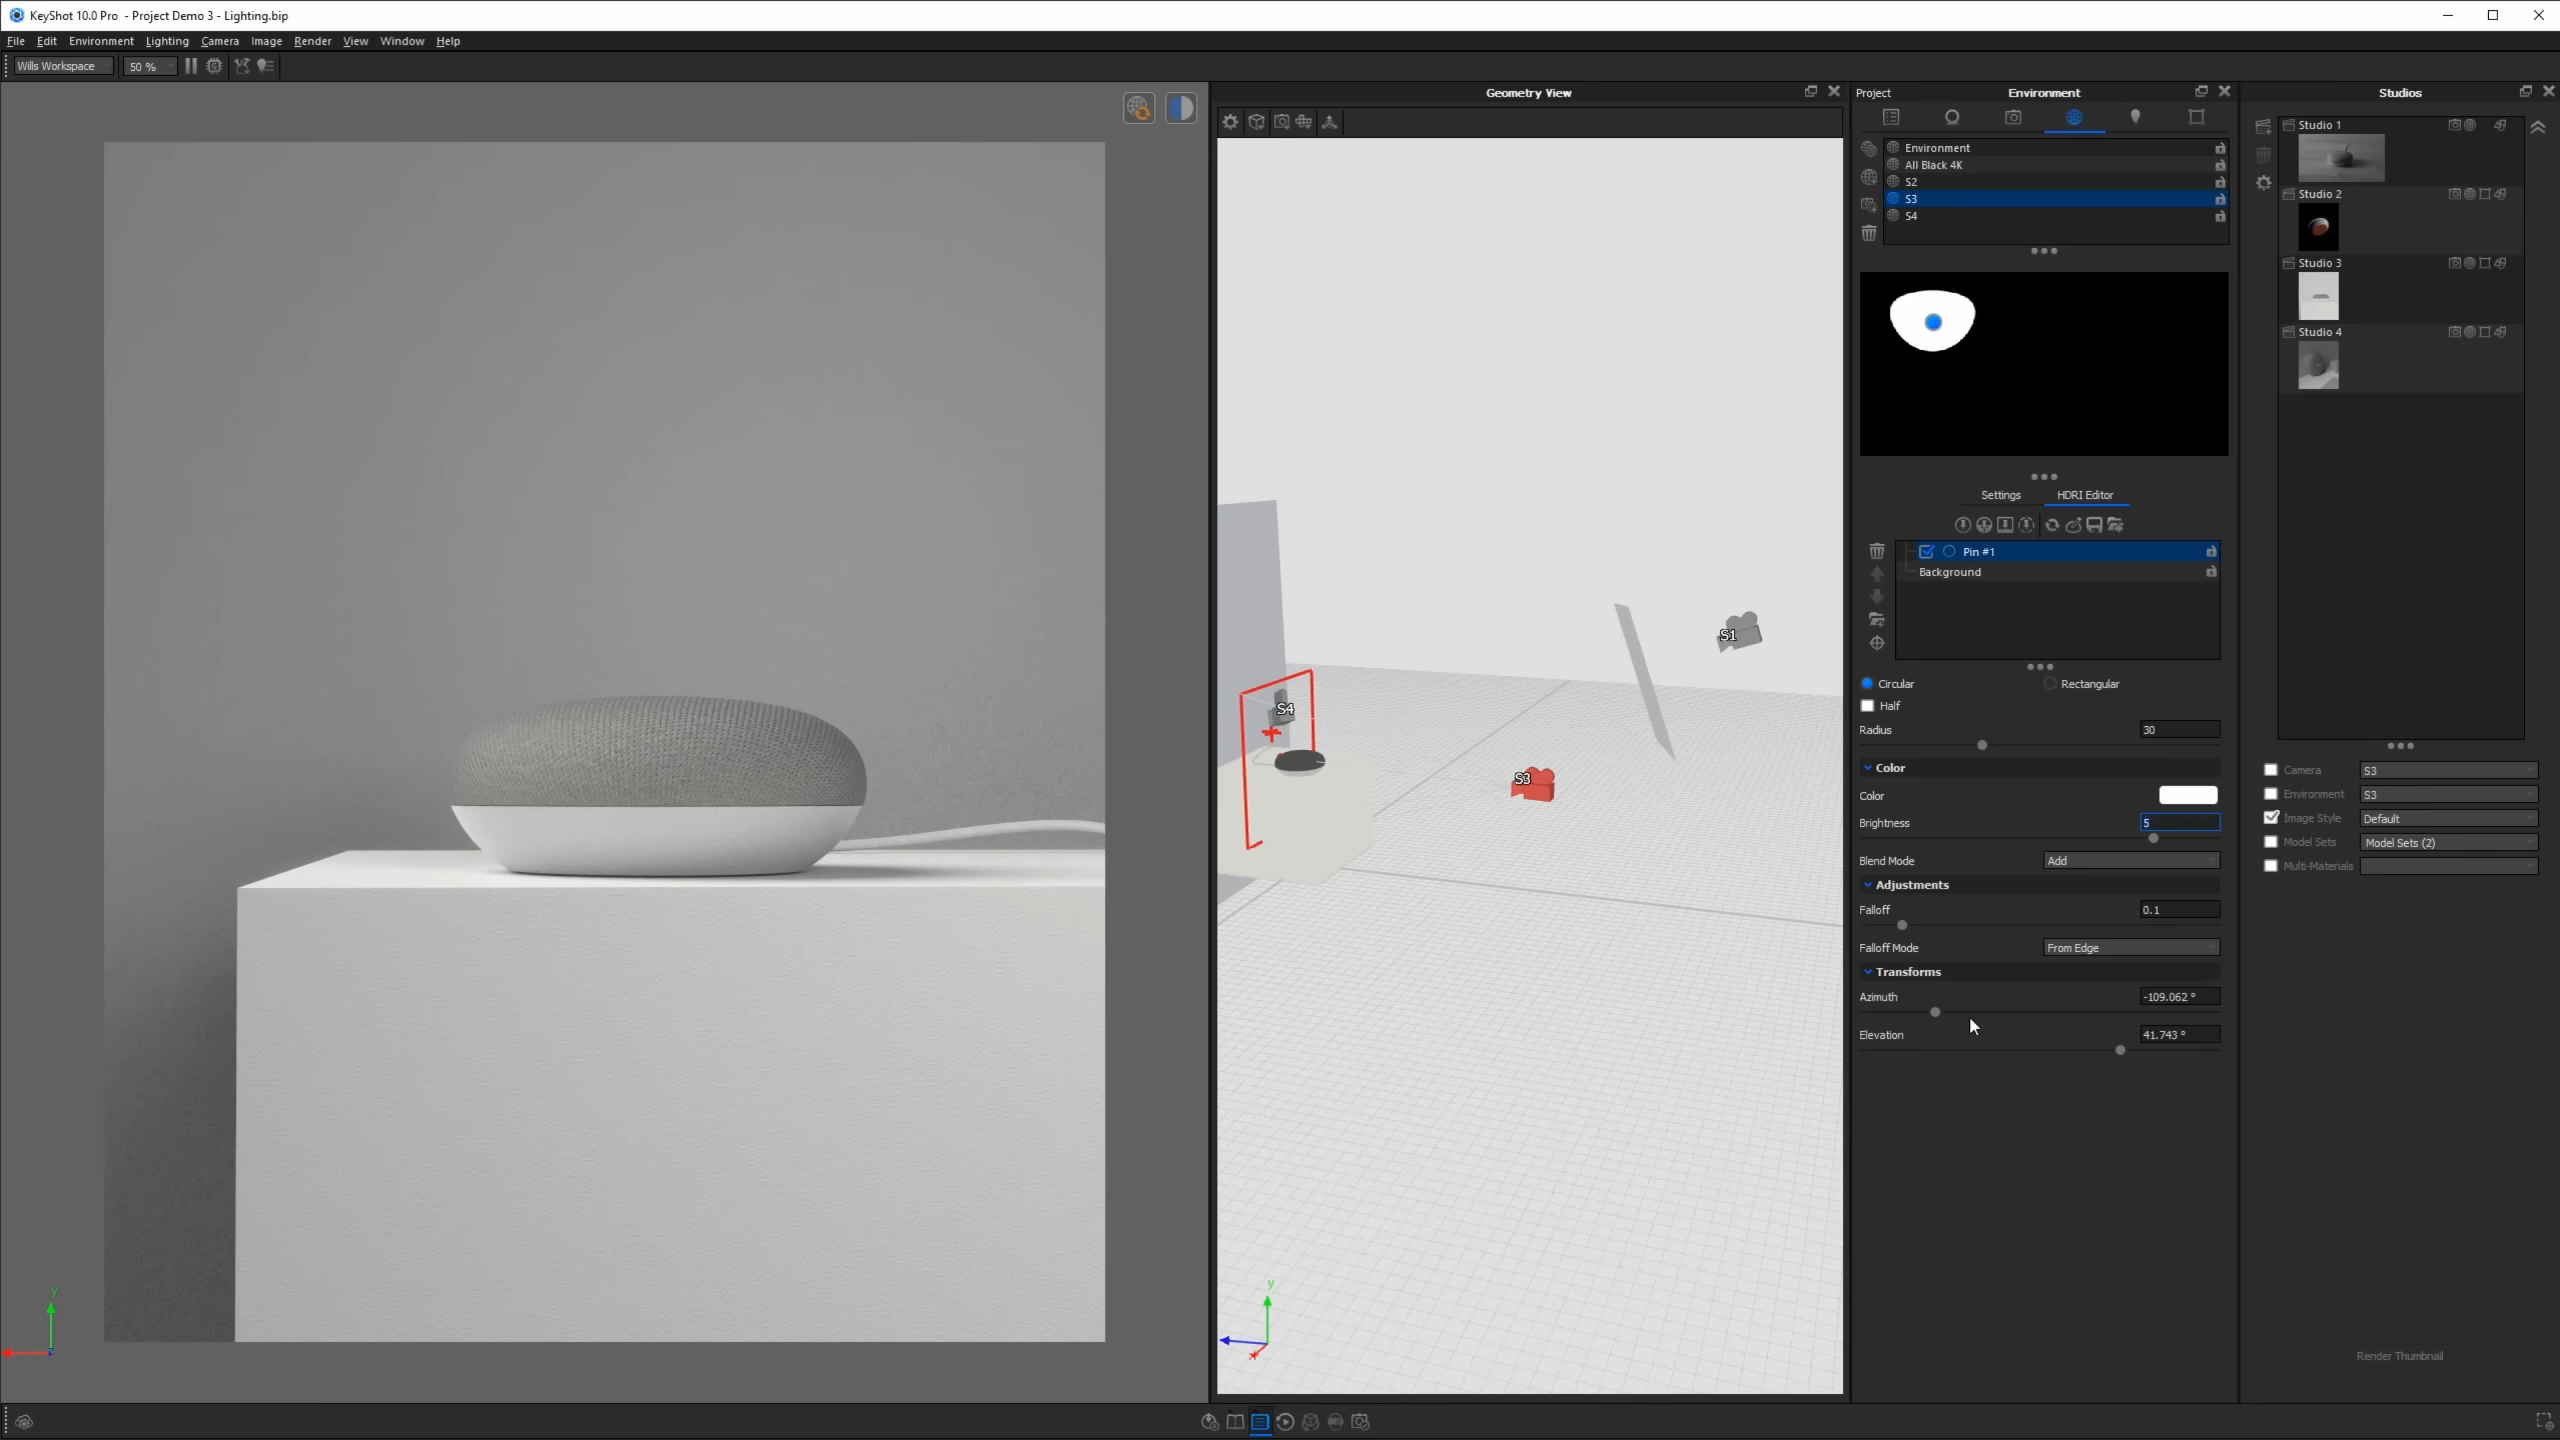 KeyShot 10.0 Pro  - Project Demo 3 - Lighting.bip
File Edit Environment Lighting Camera Image Render View Window Help
Wills Workspace 50 %
Geometry View
Project Environment
Studios
Environment
All Black 4K
S2
S3
S4
Studio 1
Studio 2
Studio 3
Studio 4
Settings HDRI Editor
Pin #1
Background
Circular Rectangular
Half
Radius 30
Color
Color
Brightness 5
Blend Mode Add
Adjustments
Falloff 0.1
Falloff Mode From Edge
Transforms
Azimuth -109.062 °
Elevation 41.743 °
Camera S3
Environment S3
Image Style Default
Model Sets Model Sets (2)
Multi-Materials
Render Thumbnail
S1
S4
S3
y
y